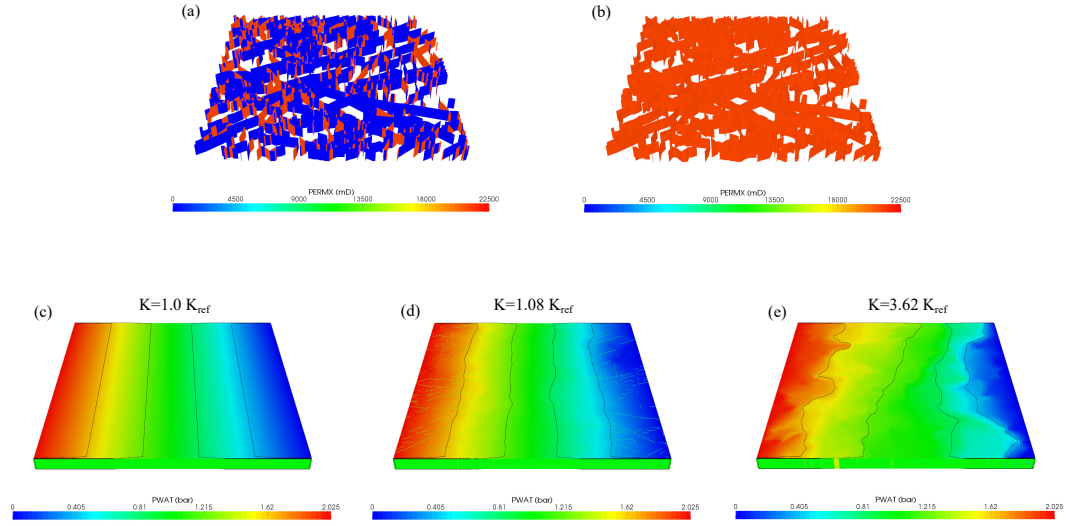 (a)
(b)
PERMX (mD)
0 4500 9000 13500 18000 22500
PERMX (mD)
0 4500 9000 13500 18000 22500
(c)
K=1.0 Kref
(d)
K=1.08 Kref
(e)
K=3.62 Kref
PWAT (bar)
0 0.405 0.81 1.215 1.62 2.025
PWAT (bar)
0 0.405 0.81 1.215 1.62 2.025
PWAT (bar)
0 0.405 0.81 1.215 1.62 2.025